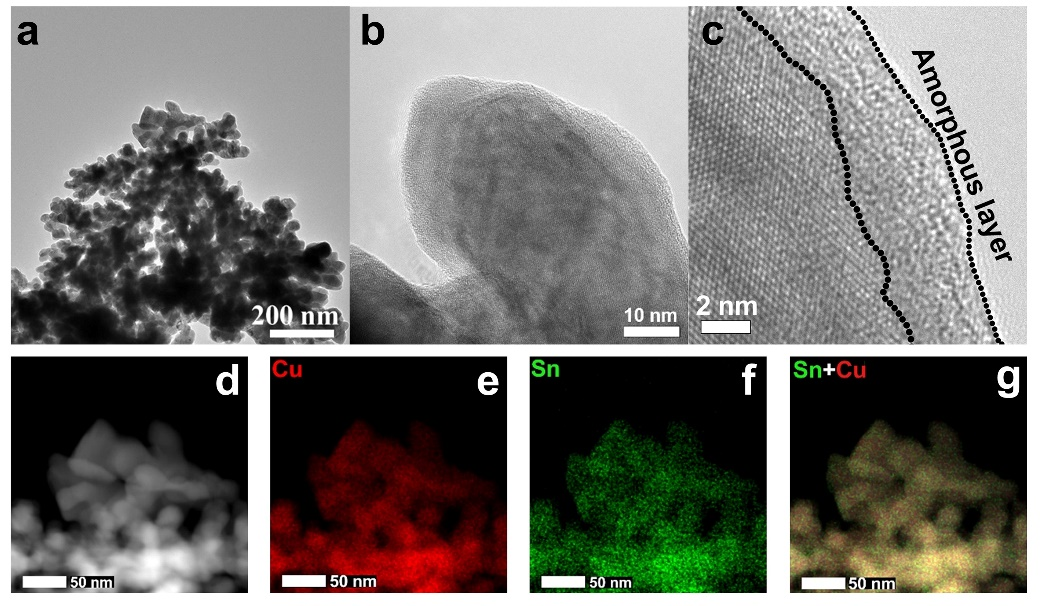 a
b
c
Amorphous layer
200 nm
10 nm
2 nm
d
Cu
e
Sn
f
Sn+Cu
g
50 nm
50 nm
50 nm
50 nm